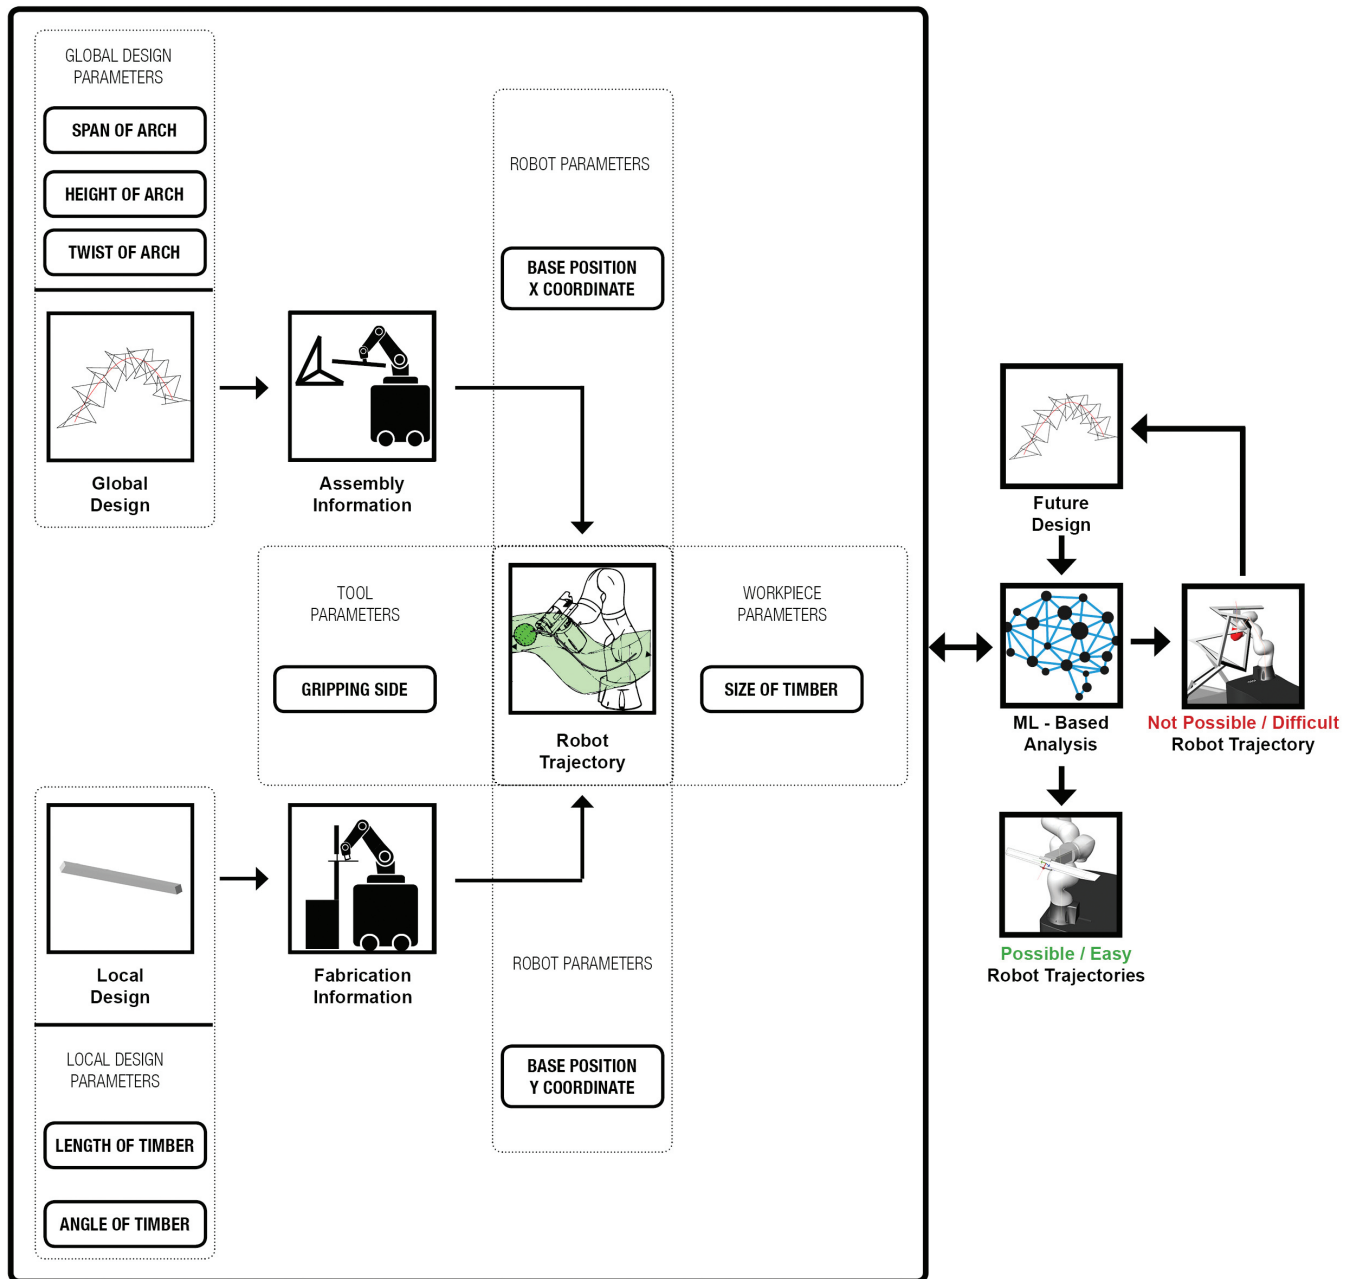 GLOBAL DESIGN
PARAMETERS
SPAN OF ARCH
HEIGHT OF ARCH
TWIST OF ARCH
Global
Design
Assembly
Information
ROBOT PARAMETERS
BASE POSITION
X COORDINATE
TOOL
PARAMETERS
GRIPPING SIDE
Robot
Trajectory
WORKPIECE
PARAMETERS
SIZE OF TIMBER
Local
Design
LOCAL DESIGN
PARAMETERS
LENGTH OF TIMBER
ANGLE OF TIMBER
Fabrication
Information
ROBOT PARAMETERS
BASE POSITION
Y COORDINATE
Future
Design
ML - Based
Analysis
Not Possible / Difficult
Robot Trajectory
Possible / Easy
Robot Trajectories